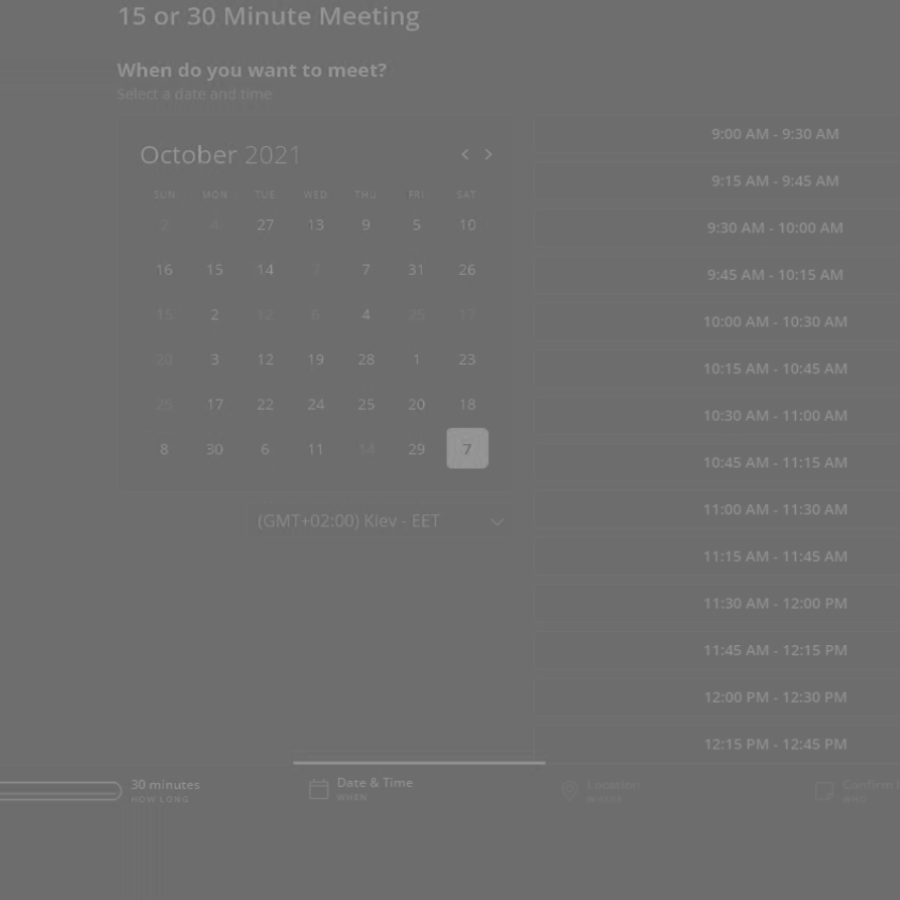 15 or 30 Minute Meeting
When do you want to meet?
Select a date and time
October 2021
SUN MON TUE WED THU FRI SAT
2 4 27 13 9 5 10
16 15 14 7 7 31 26
2 12 6 4 25 17
20 3 12 19 28 1 23
25 17 22 24 25 20 18
8 30 6 11 14 29 7
(GMT+02:00) Kiev - EET
9:00 AM - 9:30 AM
9:15 AM - 9:45 AM
9:30 AM - 10:00 AM
9:45 AM - 10:15 AM
10:00 AM - 10:30 AM
10:15 AM - 10:45 AM
10:30 AM - 11:00 AM
10:45 AM - 11:15 AM
11:00 AM - 11:30 AM
11:15 AM - 11:45 AM
11:30 AM - 12:00 PM
11:45 AM - 12:15 PM
12:00 PM - 12:30 PM
12:15 PM - 12:45 PM
30 minutes
HOW LONG
Date & Time
WHEN
Location
WHERE
Confirm
WHO